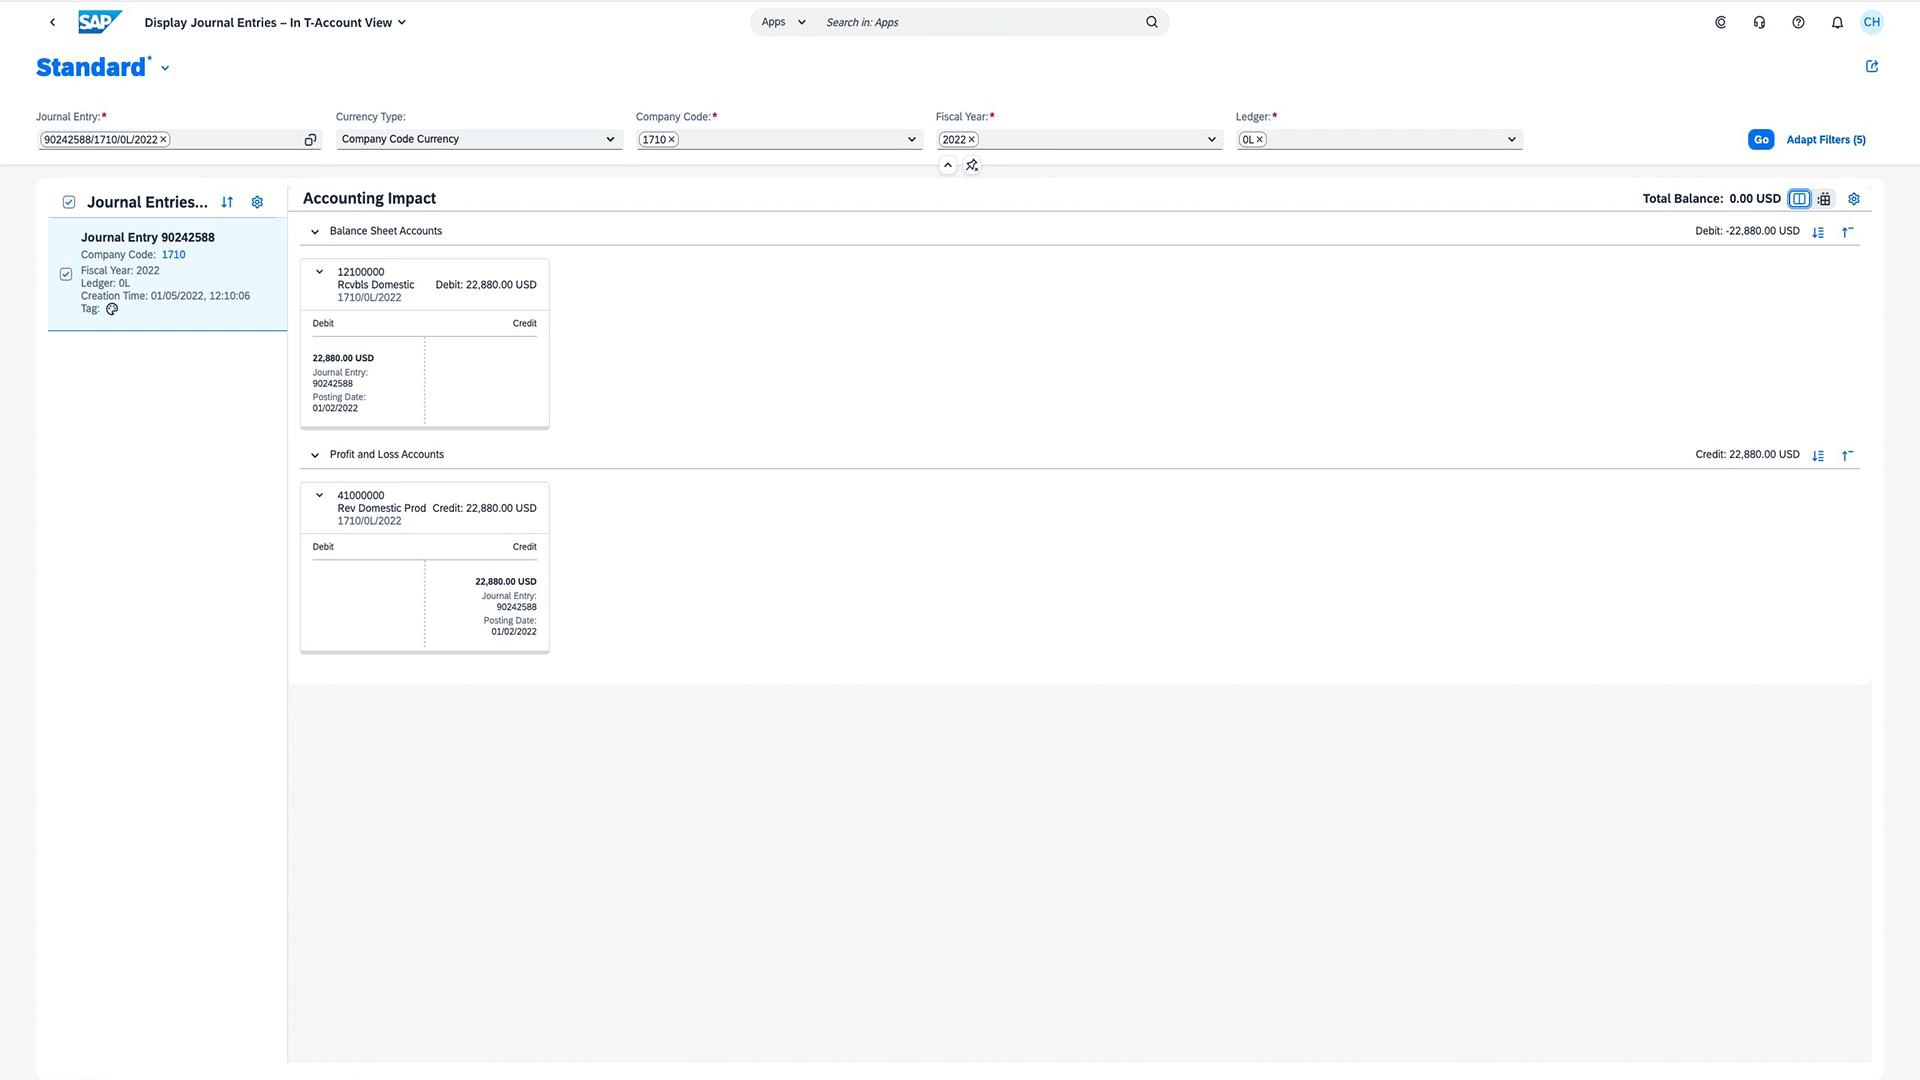 SAP
Display Journal Entries – In T-Account View
Apps
Search in: Apps
CH
Standard*
Journal Entry:*
Currency Type:
Company Code:*
Fiscal Year:*
Ledger:*
90242588/1710/0L/2022
Company Code Currency
1710
2022
0L
Go
Adapt Filters (5)
Journal Entries...
Journal Entry 90242588
Company Code: 1710
Fiscal Year: 2022
Ledger: 0L
Creation Time: 01/05/2022, 12:10:06
Tag:
Accounting Impact
Total Balance: 0.00 USD
Balance Sheet Accounts
Debit: -22,880.00 USD
12100000
Rcvbls Domestic
Debit: 22,880.00 USD
1710/0L/2022
Debit
Credit
22,880.00 USD
Journal Entry:
90242588
Posting Date:
01/02/2022
Profit and Loss Accounts
Credit: 22,880.00 USD
41000000
Rev Domestic Prod
Credit: 22,880.00 USD
1710/0L/2022
Debit
Credit
22,880.00 USD
Journal Entry:
90242588
Posting Date:
01/02/2022